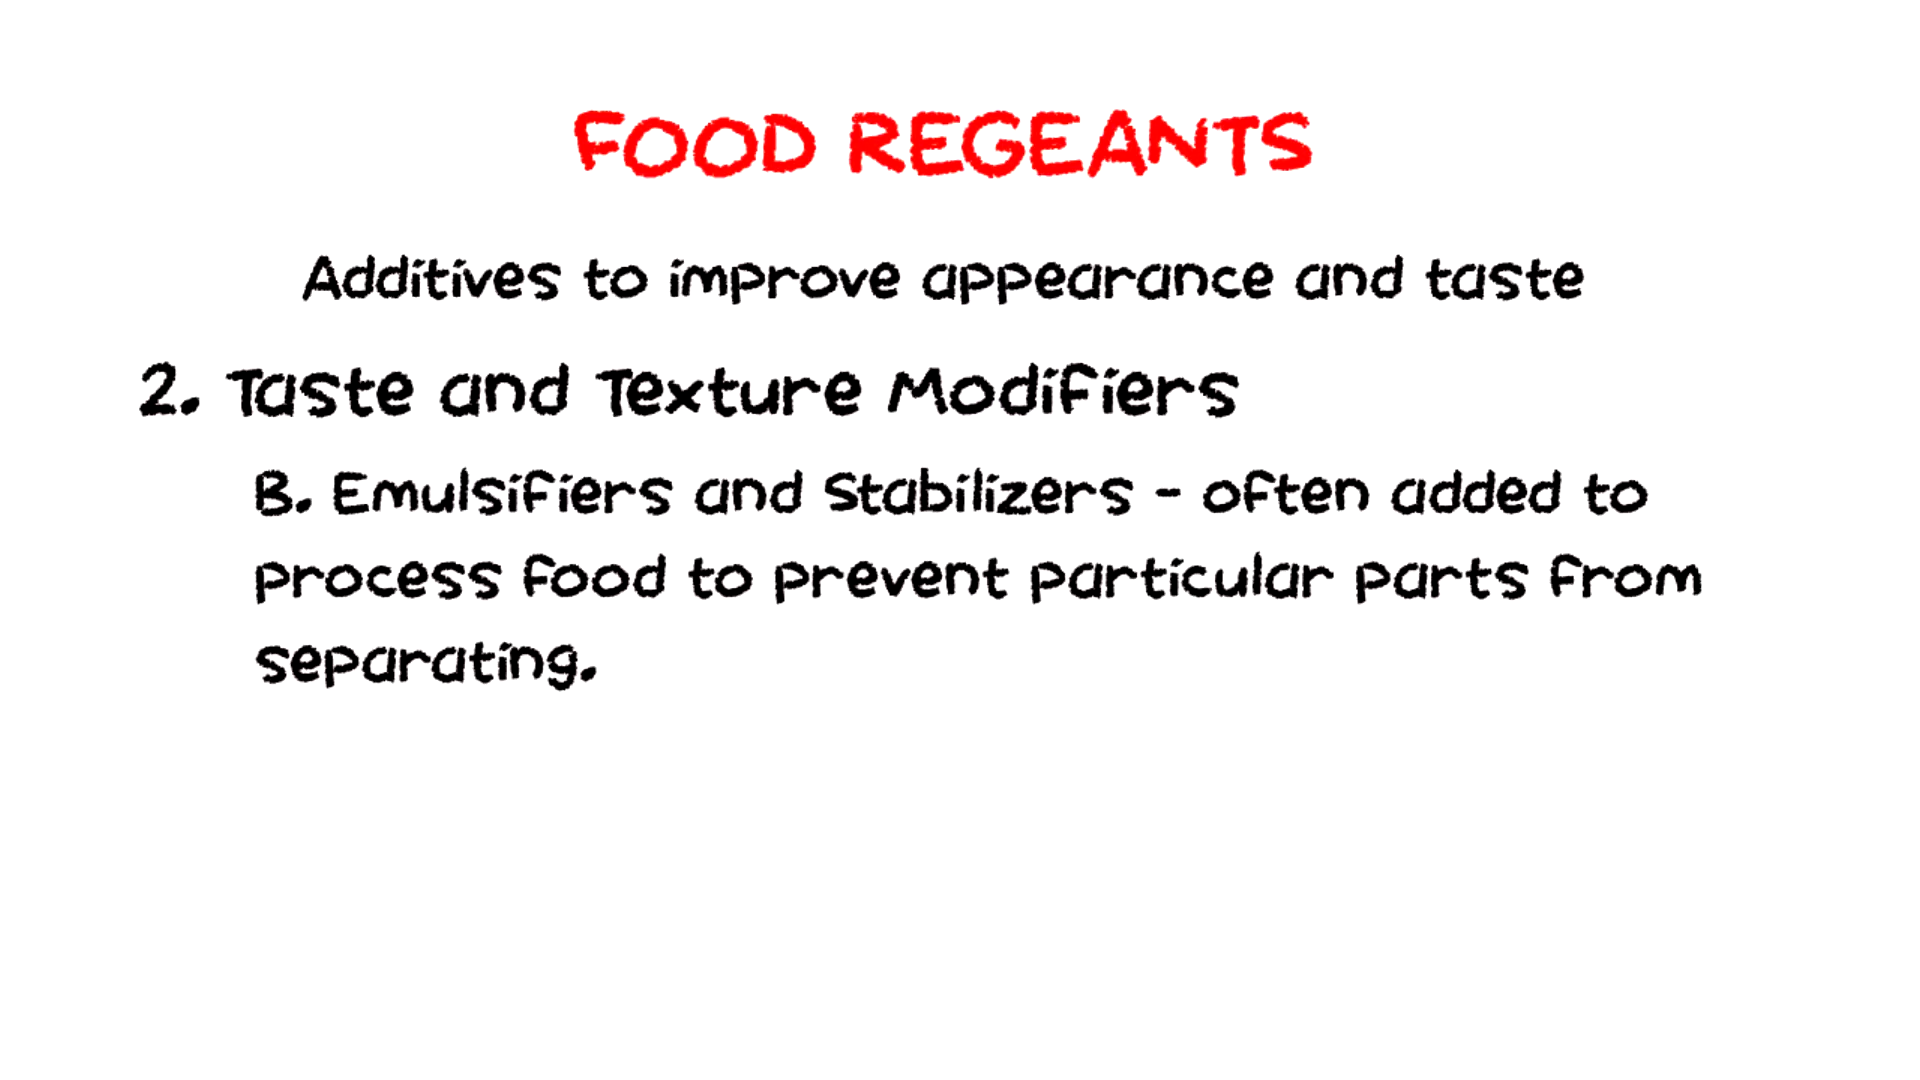 FOOD REGEANTS
Additives to improve appearance and taste
2. Taste and Texture Modifiers
B. Emulsifiers and Stabilizers - often added to
process food to prevent particular parts from
separating.